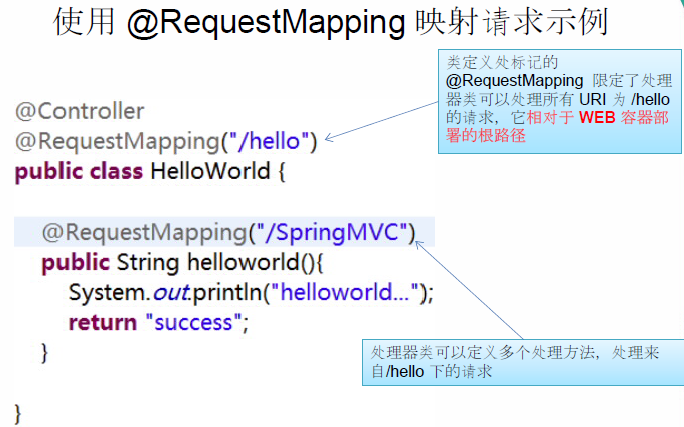 使用 @RequestMapping 映射请求示例
类定义处标记的
@RequestMapping 限定了处理
器类可以处理所有 URI 为 /hello
的请求，它相对于 WEB 容器部
署的根路径
@Controller
@RequestMapping("/hello")
public class HelloWorld {
@RequestMapping("/SpringMVC")
public String helloworld(){
System.out.println("helloworld...");
return "success";
}
处理器类可以定义多个处理方法，处理来
自/hello 下的请求
}